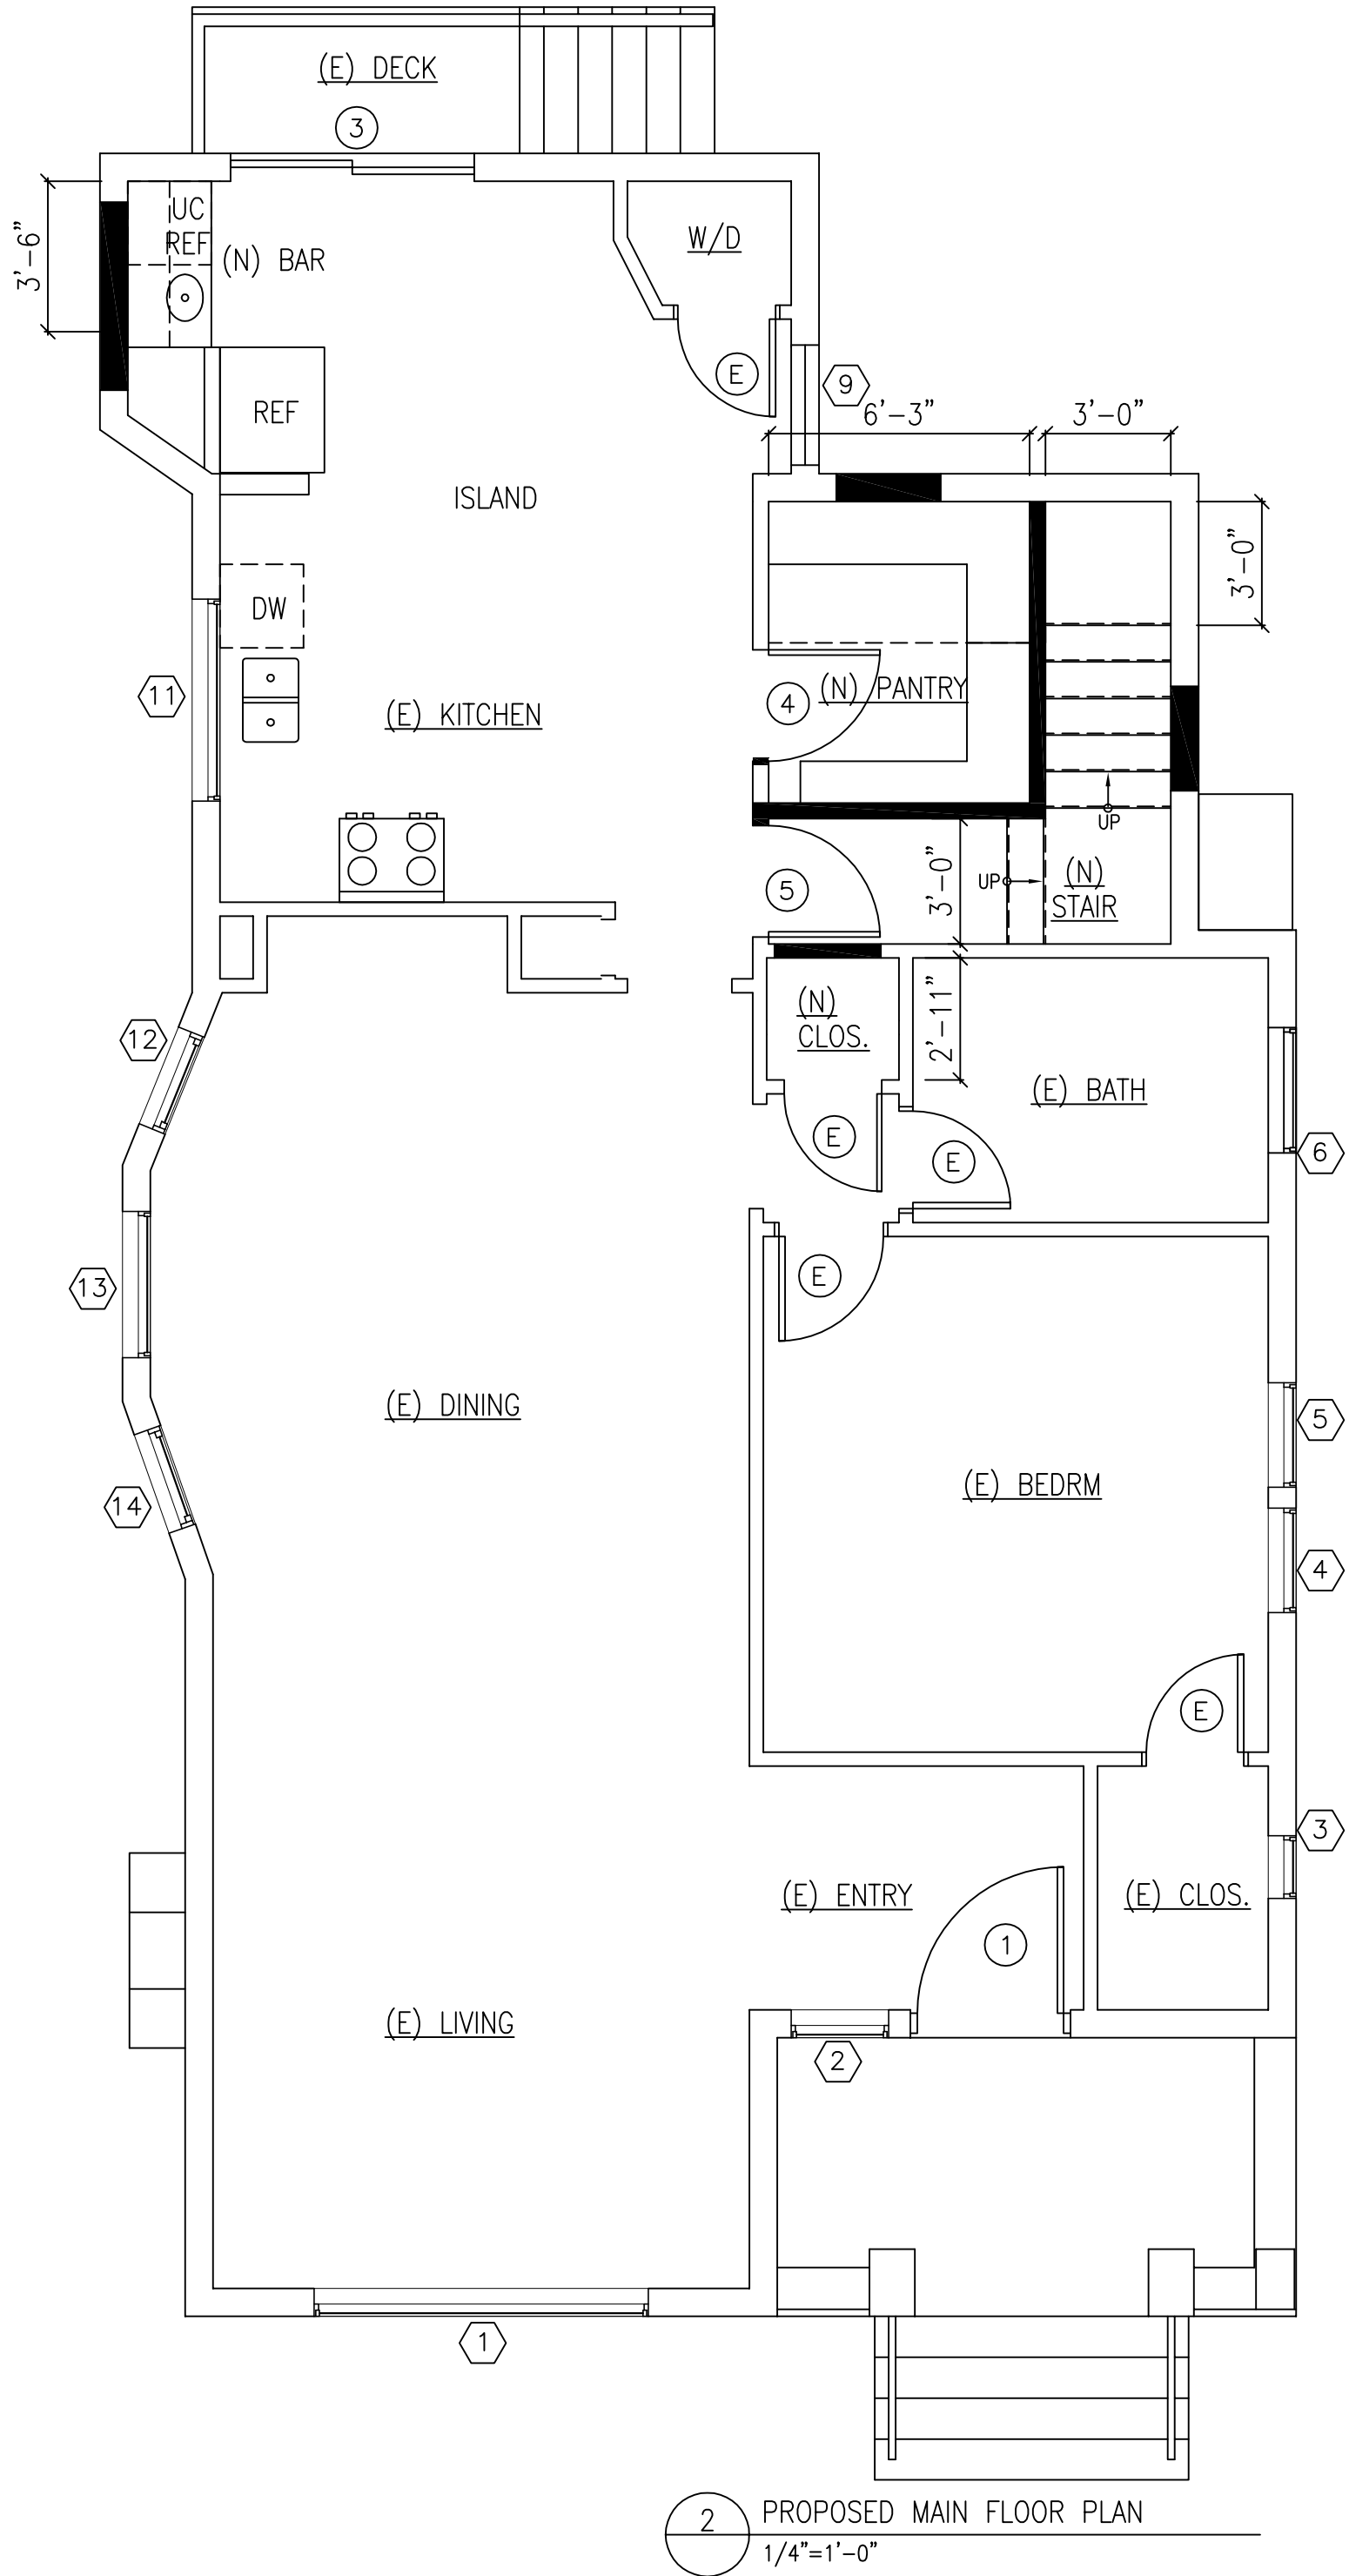 (E) DECK
3
UC
REF
(N) BAR
W/D
3'-6"
E
9
REF
6'-3"
3'-0"
ISLAND
3'-0"
DW
11
4
(N) PANTRY
(E) KITCHEN
UP
5
3'-0"
UP
(N)
STAIR
(N)
CLOS.
2'-11"
12
(E) BATH
E
E
6
E
13
(E) DINING
5
(E) BEDRM
14
4
E
3
(E) ENTRY
(E) CLOS.
1
(E) LIVING
2
1
2
PROPOSED MAIN FLOOR PLAN
1/4"=1'-0"